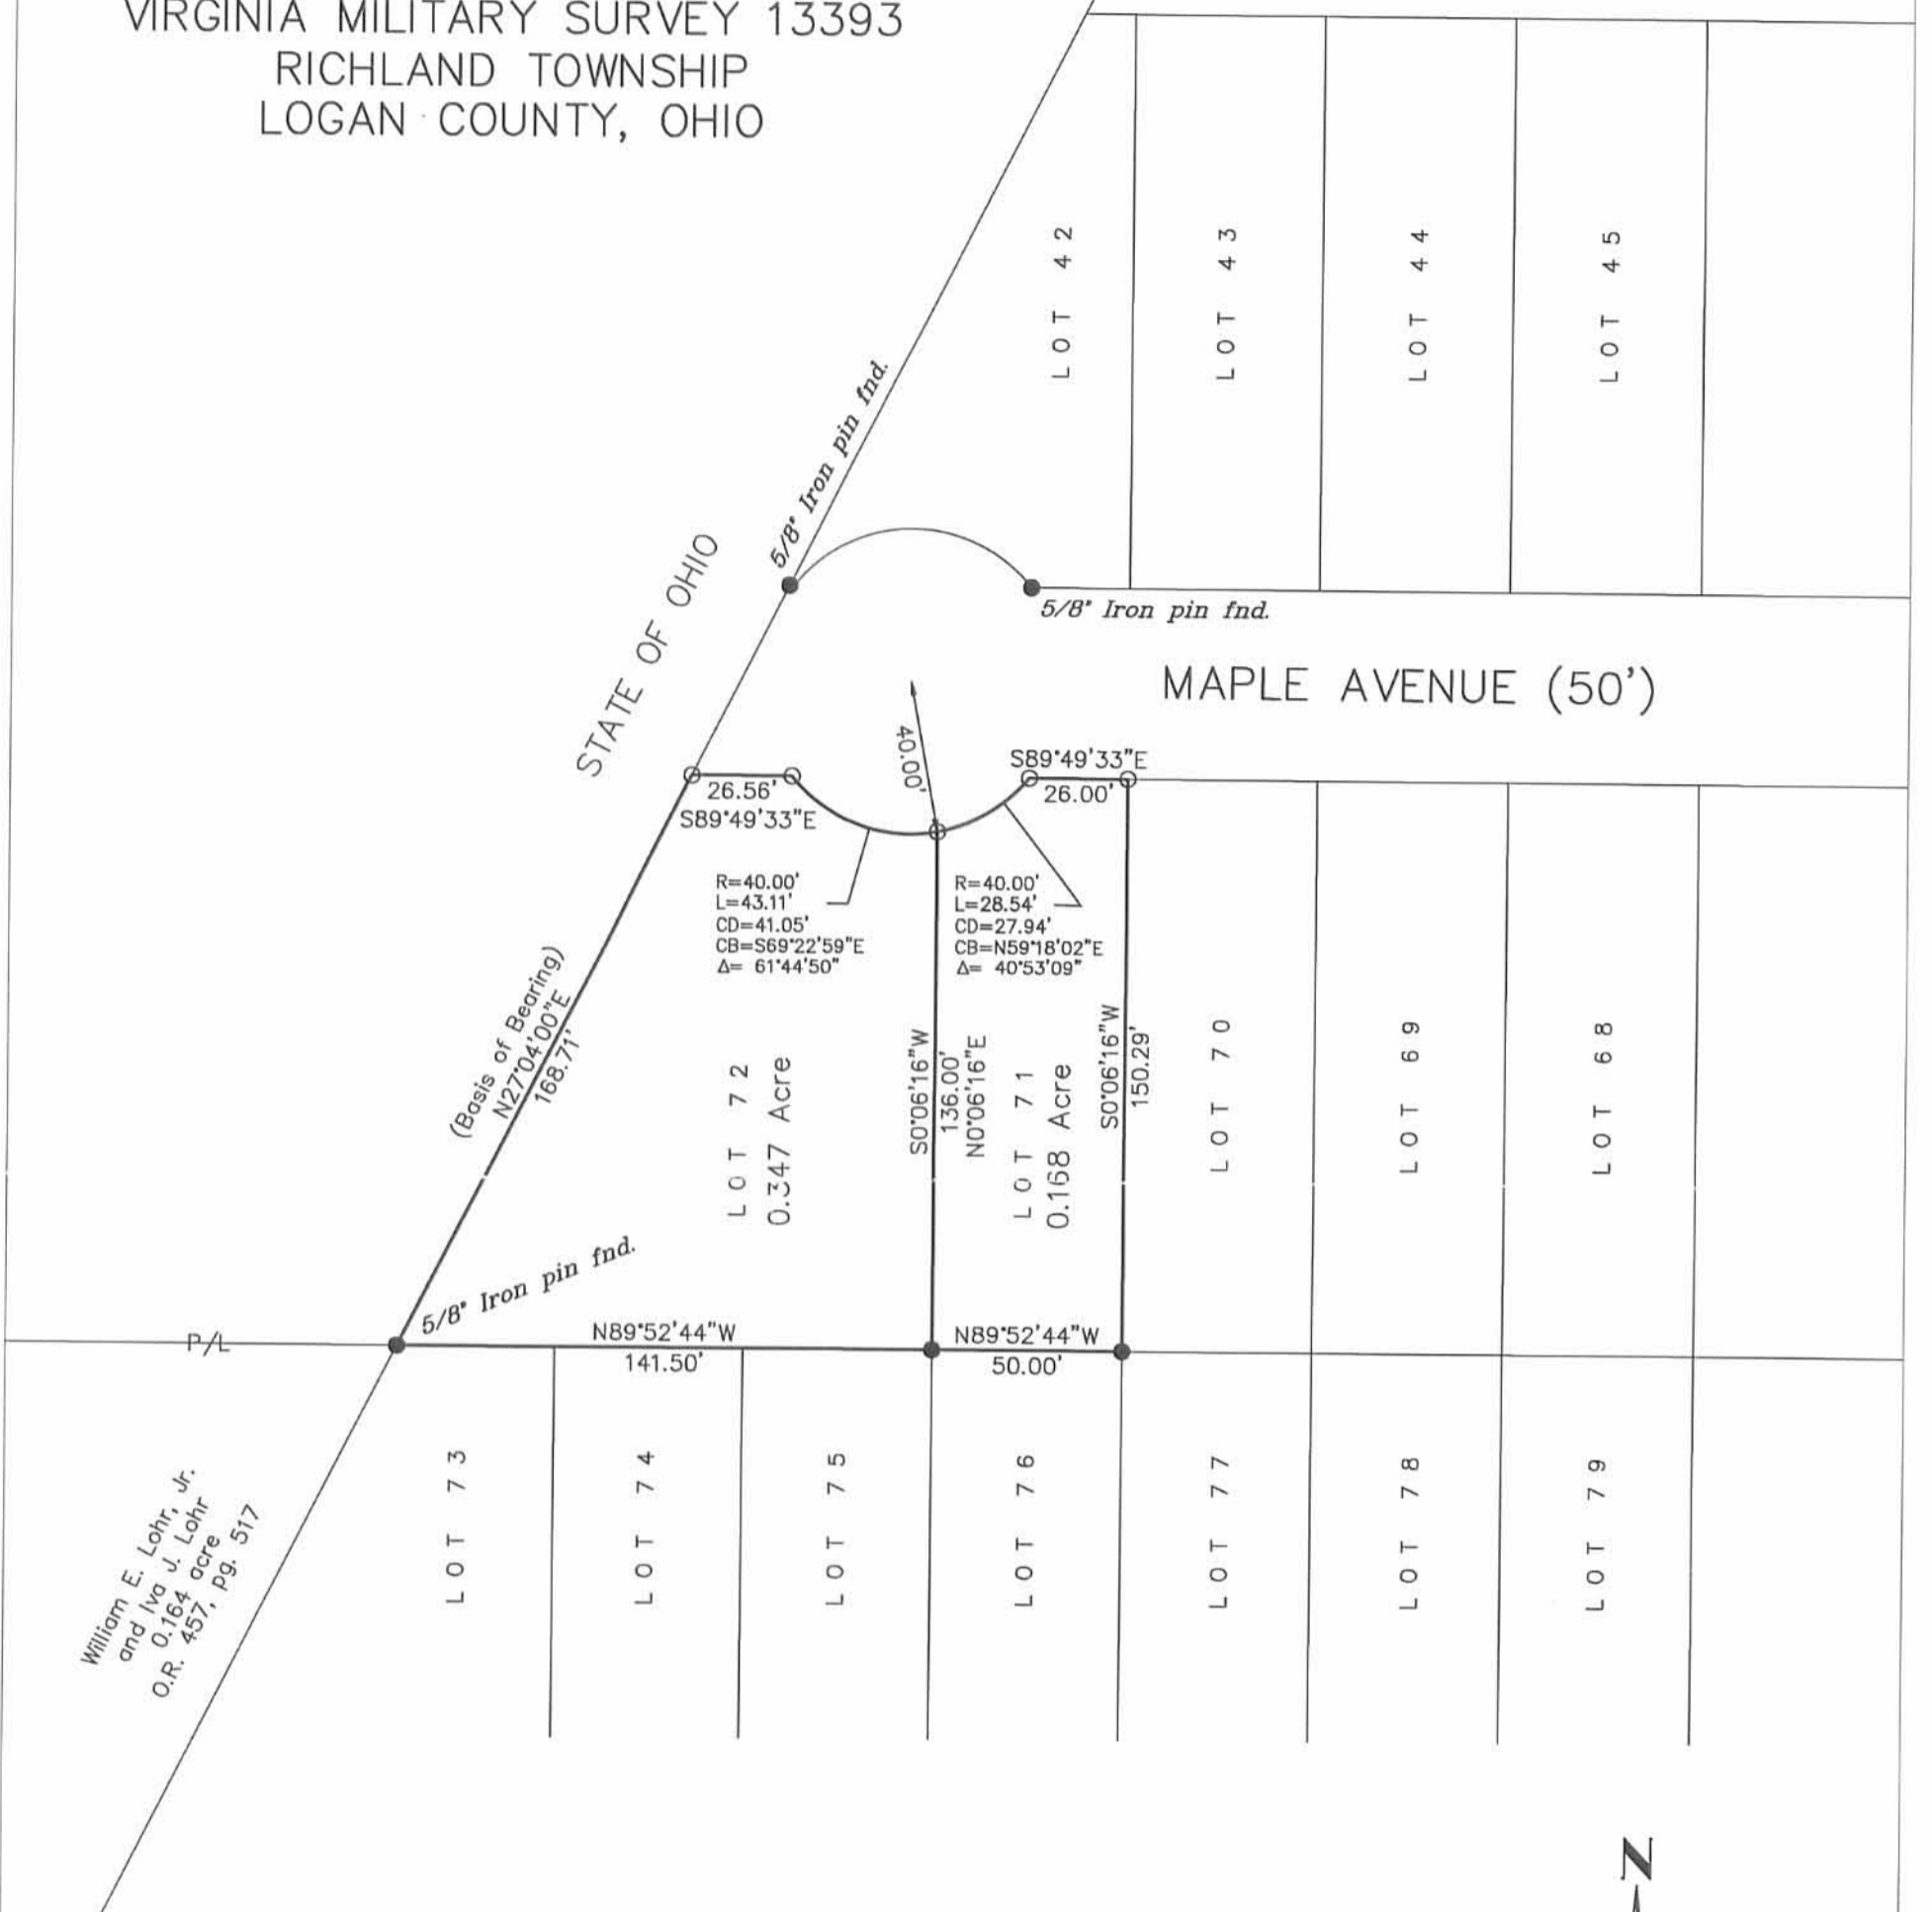 VIRGINIA MILITARY SURVEY 13393
RICHLAND TOWNSHIP
LOGAN COUNTY, OHIO
LOT 42
LOT 43
LOT 44
LOT 45
5/8" Iron pin fnd.
STATE OF OHIO
5/8" Iron pin fnd.
MAPLE AVENUE (50')
40.00'
S89°49'33"E
26.00'
26.56'
S89°49'33"E
R=40.00'
L=43.11'
CD=41.05'
CB=S69°22'59"E
Δ= 61°44'50"
R=40.00'
L=28.54'
CD=27.94'
CB=N59°18'02"E
Δ= 40°53'09"
(Basis of Bearing)
N27°04'00"E
168.71'
LOT 72
0.347 Acre
S0°06'16"W
136.00'
N0°06'16"E
LOT 71
0.168 Acre
S0°06'16"W
150.29'
LOT 70
LOT 69
LOT 68
5/8" Iron pin fnd.
P/L
N89°52'44"W
141.50'
N89°52'44"W
50.00'
LOT 73
LOT 74
LOT 75
LOT 76
LOT 77
LOT 78
LOT 79
William E. Lohr, Jr.
and Iva J. Lohr
0.164 acre
O.R. 457, pg. 517
N